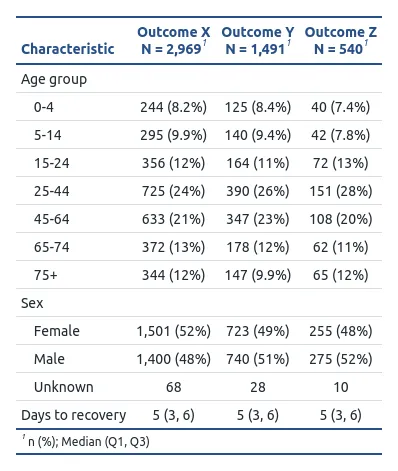 Characteristic Outcome X N = 2,969¹ Outcome Y N = 1,491¹ Outcome Z N = 540¹
Age group
0-4 244 (8.2%) 125 (8.4%) 40 (7.4%)
5-14 295 (9.9%) 140 (9.4%) 42 (7.8%)
15-24 356 (12%) 164 (11%) 72 (13%)
25-44 725 (24%) 390 (26%) 151 (28%)
45-64 633 (21%) 347 (23%) 108 (20%)
65-74 372 (13%) 178 (12%) 62 (11%)
75+ 344 (12%) 147 (9.9%) 65 (12%)
Sex
Female 1,501 (52%) 723 (49%) 255 (48%)
Male 1,400 (48%) 740 (51%) 275 (52%)
Unknown 68 28 10
Days to recovery 5 (3, 6) 5 (3, 6) 5 (3, 6)
¹ n (%); Median (Q1, Q3)